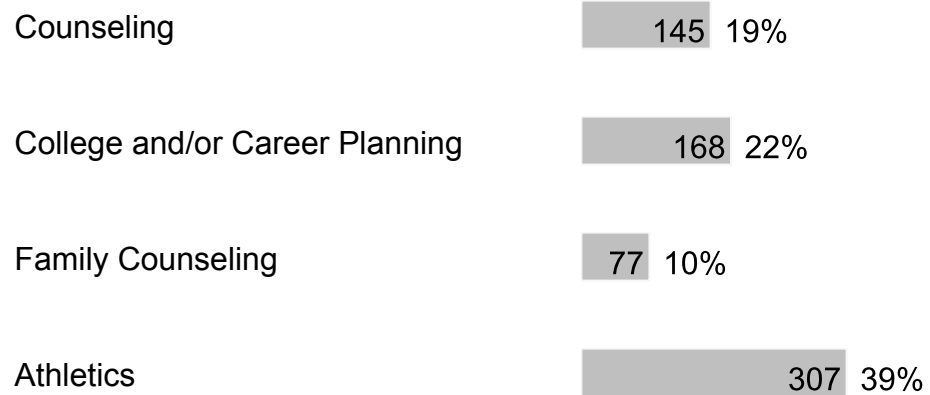 Counseling 145 19%
College and/or Career Planning 168 22%
Family Counseling 77 10%
Athletics 307 39%